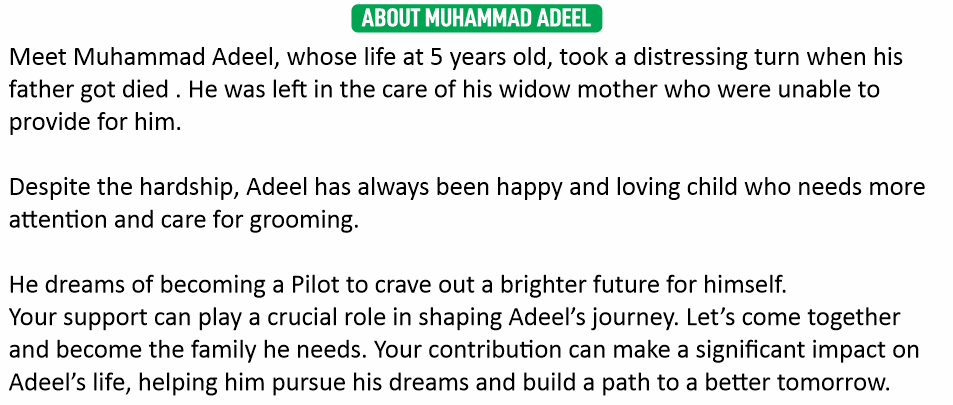 ABOUT MUHAMMAD ADEEL
Meet Muhammad Adeel, whose life at 5 years old, took a distressing turn when his
father got died . He was left in the care of his widow mother who were unable to
provide for him.
Despite the hardship, Adeel has always been happy and loving child who needs more
attention and care for grooming.
He dreams of becoming a Pilot to crave out a brighter future for himself.
Your support can play a crucial role in shaping Adeel’s journey. Let’s come together
and become the family he needs. Your contribution can make a significant impact on
Adeel’s life, helping him pursue his dreams and build a path to a better tomorrow.